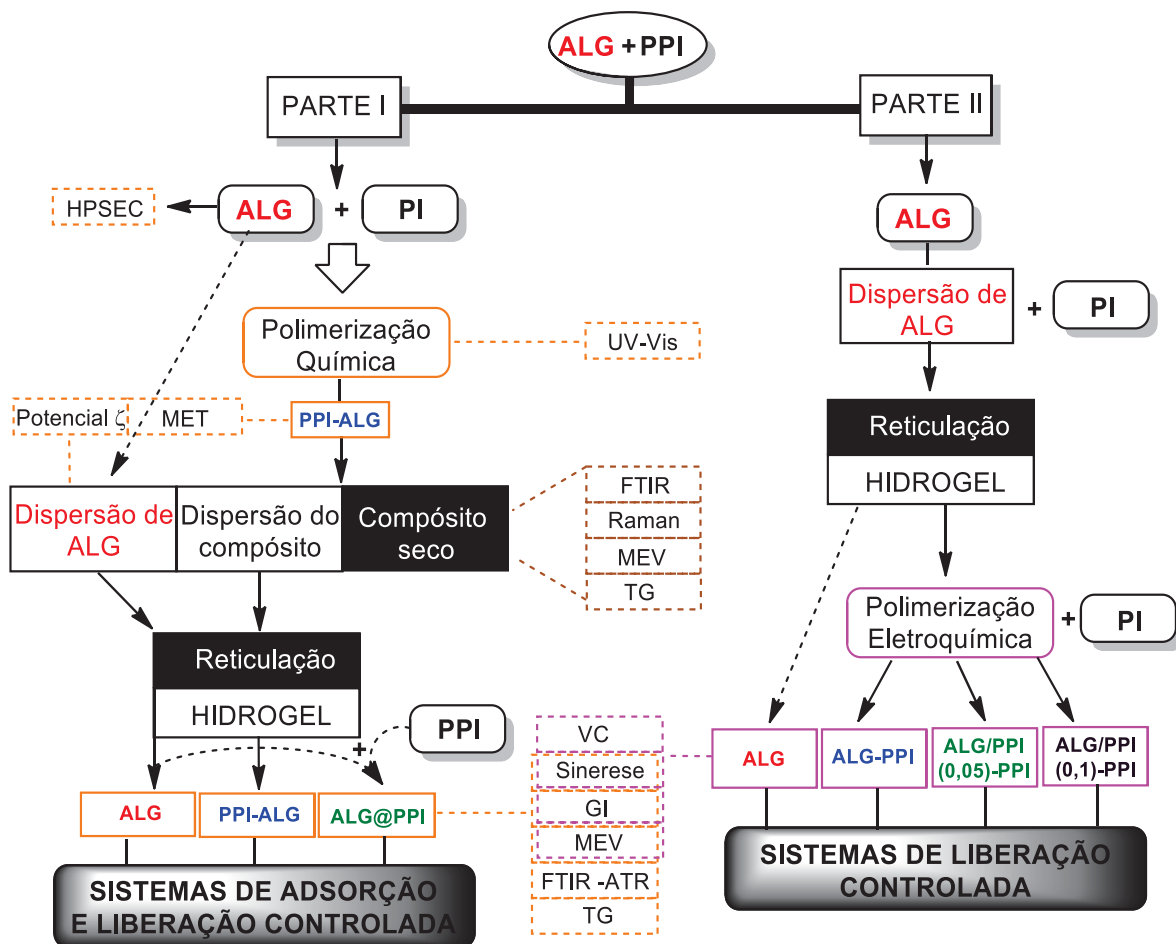 ALG +PPI
PARTE I
PARTE II
HPSEC
ALG
+
PI
Polimerização
Química
UV-Vis
Potencial ζ
MET
PPI-ALG
Dispersão de
ALG
Dispersão do
compósito
Compósito
seco
FTIR
Raman
MEV
TG
Reticulação
HIDROGEL
+
PPI
ALG
PPI-ALG
ALG@PPI
SISTEMAS DE ADSORÇÃO
E LIBERAÇÃO CONTROLADA
VC
Sinerese
GI
MEV
FTIR -ATR
TG
ALG
Dispersão de
ALG
+
PI
Reticulação
HIDROGEL
Polimerização
Eletroquímica
+
PI
ALG
ALG-PPI
ALG/PPI
(0,05)-PPI
ALG/PPI
(0,1)-PPI
SISTEMAS DE LIBERAÇÃO
CONTROLADA